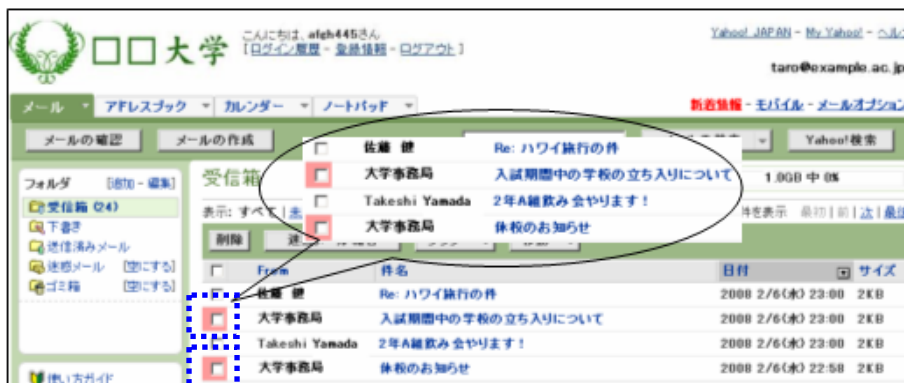 □□大学
こんにちは, afgh445さん
[ログイン履歴 - 登録情報 - ログアウト]
Yahoo! JAPAN - My Yahoo! - ヘル
taro@example.ac.jp
メール アドレスブック カレンダー ノートパッド
新着情報 - モバイル - メールオプション
メールの確認 メールの作成
Yahoo!検索
佐藤 健 Re: ハワイ旅行の件
大学事務局 入試期間中の学校の立ち入りについて
Takeshi Yamada 2年A組飲み会やります!
大学事務局 休校のお知らせ
フォルダ [追加 - 編集]
受信箱 (24)
下書き
送信済みメール
迷惑メール [空にする]
ゴミ箱 [空にする]
使い方ガイド
受信箱
1.0GB 中 0%
表示: すべて |
件を表示 最初 | 前 | 次 | 最後
削除
From 件名 日付 サイズ
佐藤 健 Re: ハワイ旅行の件 2008 2/6(水) 23:00 2KB
大学事務局 入試期間中の学校の立ち入りについて 2008 2/6(水) 23:00 2KB
Takeshi Yamada 2年A組飲み会やります! 2008 2/6(水) 23:00 2KB
大学事務局 休校のお知らせ 2008 2/6(水) 22:58 2KB